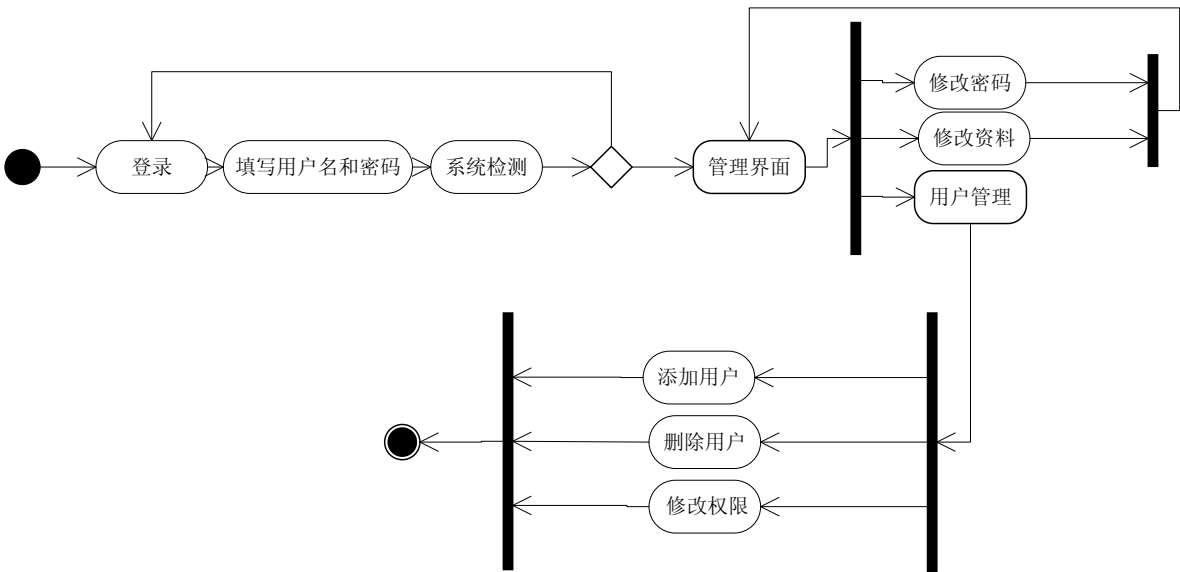 登录
填写用户名和密码
系统检测
管理界面
修改密码
修改资料
用户管理
添加用户
删除用户
修改权限